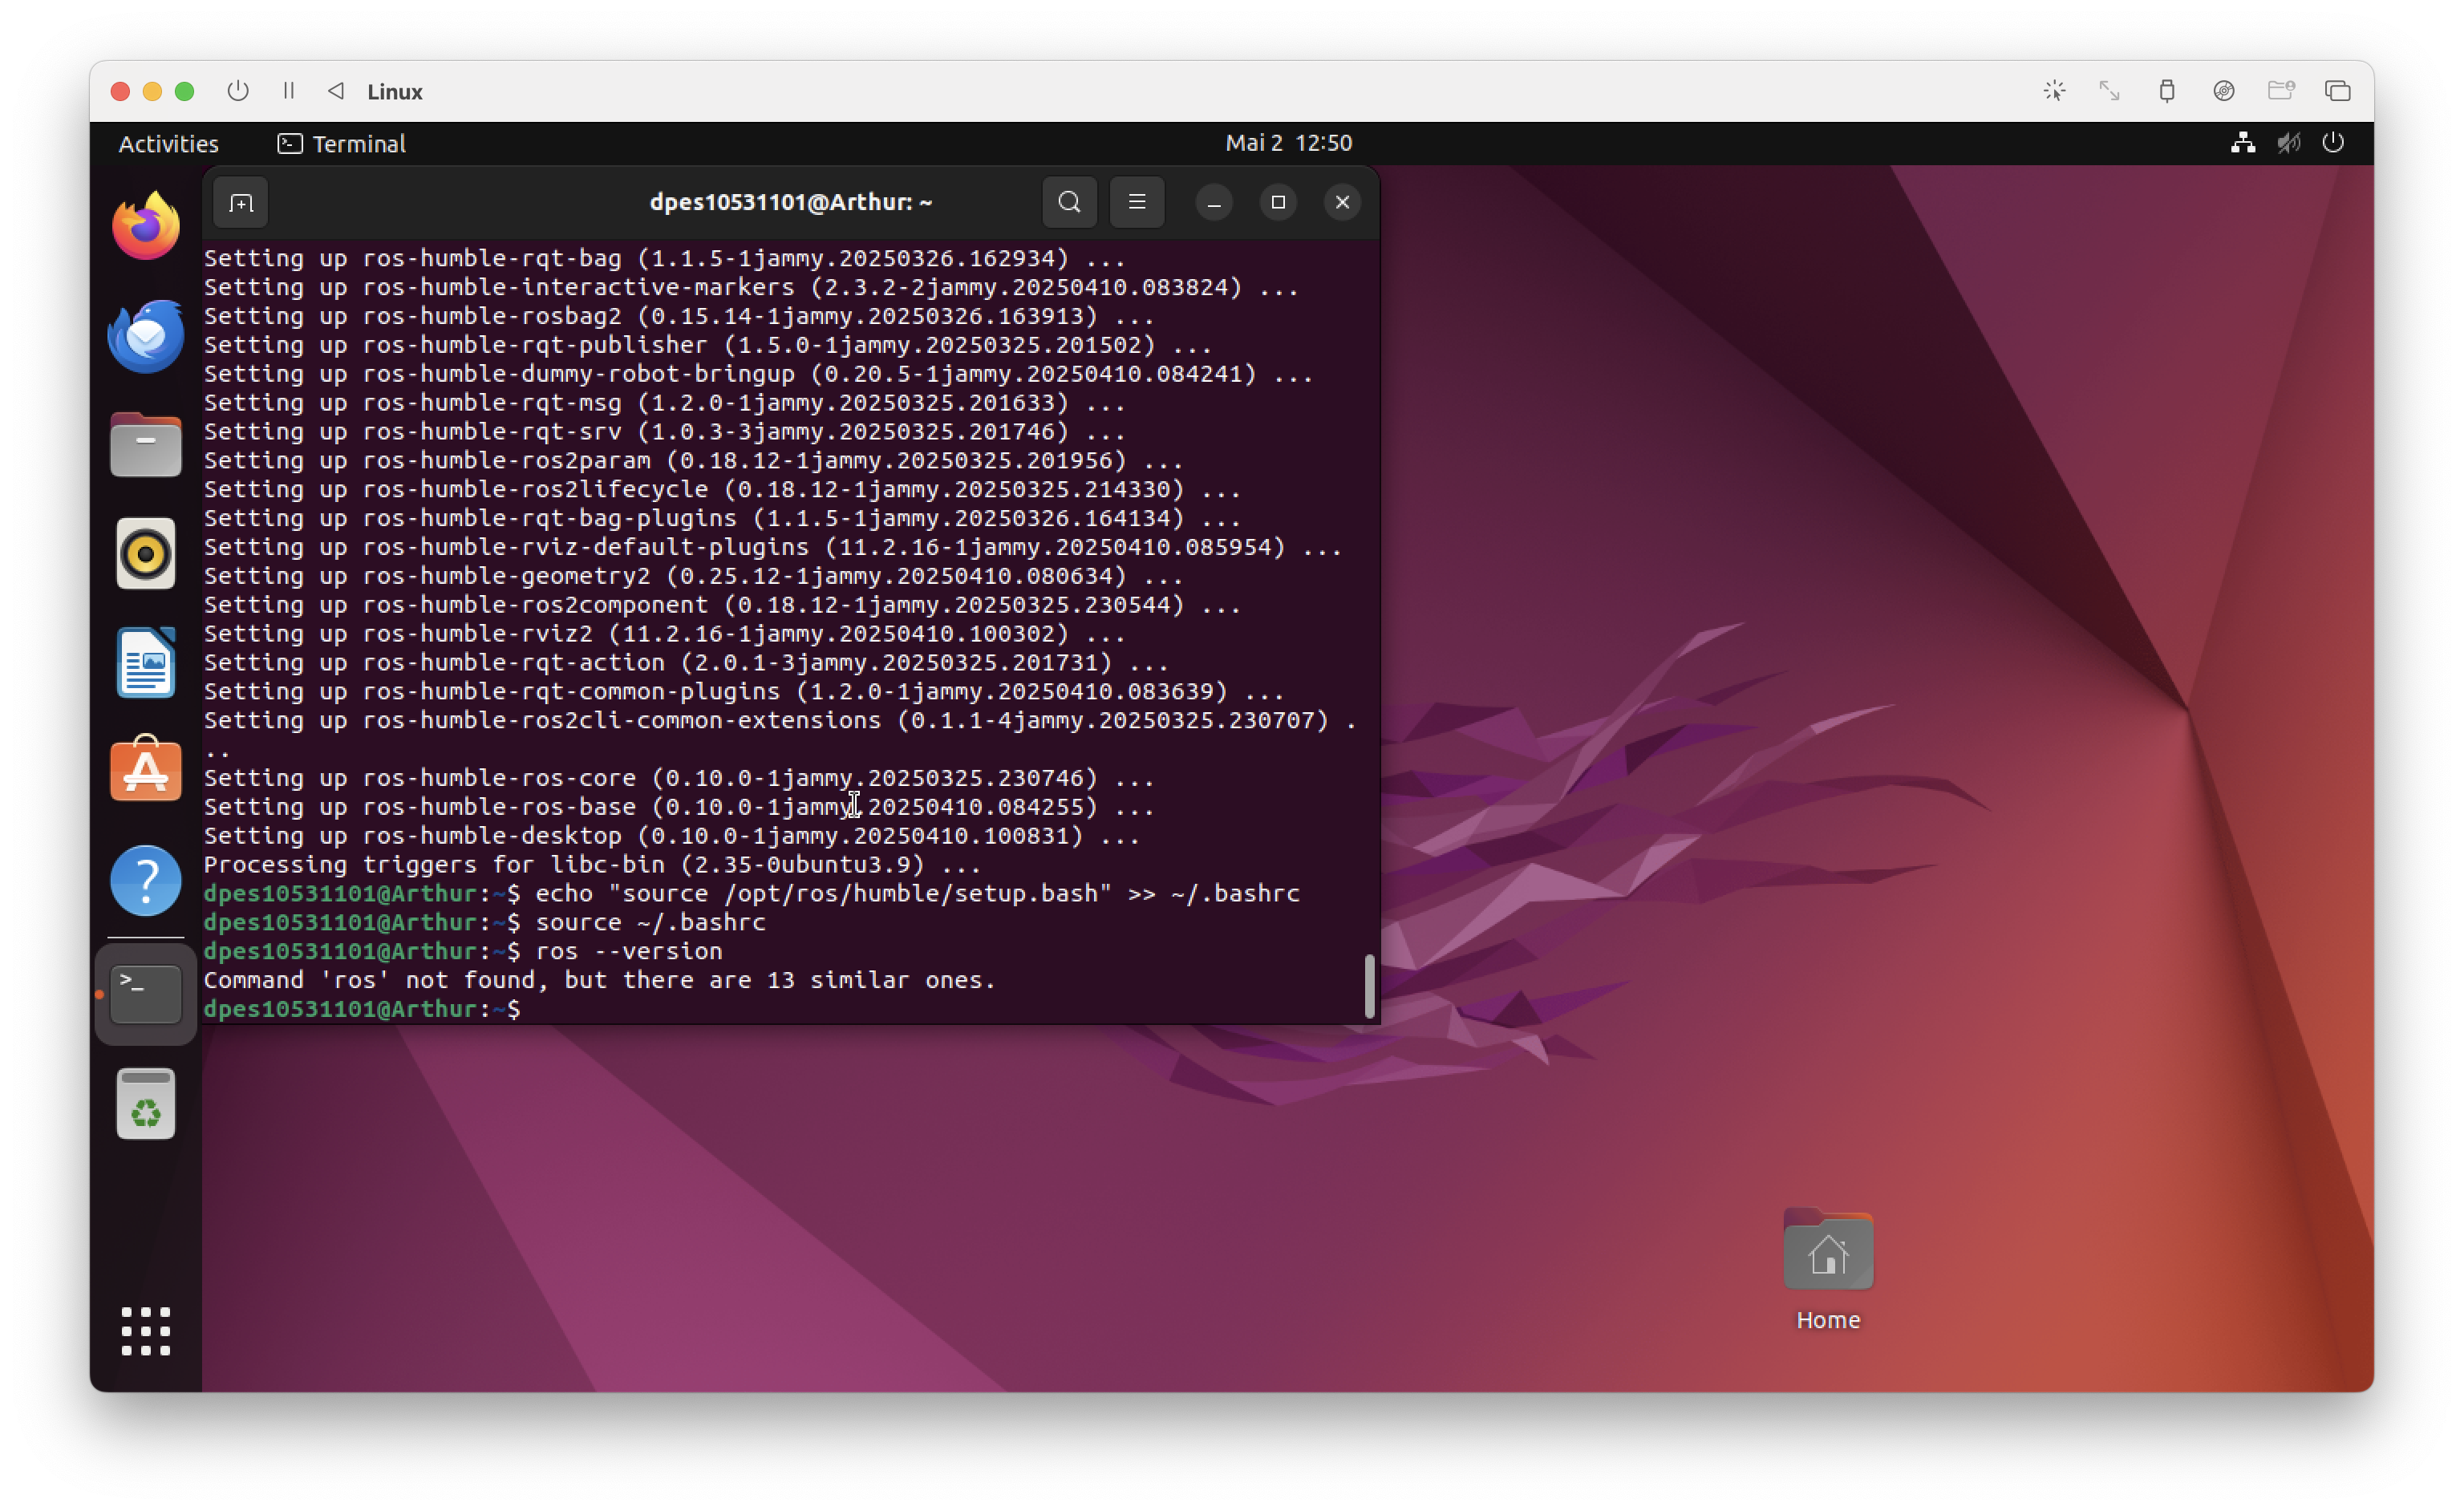 Linux
Activities
Terminal
Mai 2 12:50
dpes10531101@Arthur: ~
Setting up ros-humble-rqt-bag (1.1.5-1jammy.20250326.162934) ...
Setting up ros-humble-interactive-markers (2.3.2-2jammy.20250410.083824) ...
Setting up ros-humble-rosbag2 (0.15.14-1jammy.20250326.163913) ...
Setting up ros-humble-rqt-publisher (1.5.0-1jammy.20250325.201502) ...
Setting up ros-humble-dummy-robot-bringup (0.20.5-1jammy.20250410.084241) ...
Setting up ros-humble-rqt-msg (1.2.0-1jammy.20250325.201633) ...
Setting up ros-humble-rqt-srv (1.0.3-3jammy.20250325.201746) ...
Setting up ros-humble-ros2param (0.18.12-1jammy.20250325.201956) ...
Setting up ros-humble-ros2lifecycle (0.18.12-1jammy.20250325.214330) ...
Setting up ros-humble-rqt-bag-plugins (1.1.5-1jammy.20250326.164134) ...
Setting up ros-humble-rviz-default-plugins (11.2.16-1jammy.20250410.085954) ...
Setting up ros-humble-geometry2 (0.25.12-1jammy.20250410.080634) ...
Setting up ros-humble-ros2component (0.18.12-1jammy.20250325.230544) ...
Setting up ros-humble-rviz2 (11.2.16-1jammy.20250410.100302) ...
Setting up ros-humble-rqt-action (2.0.1-3jammy.20250325.201731) ...
Setting up ros-humble-rqt-common-plugins (1.2.0-1jammy.20250410.083639) ...
Setting up ros-humble-ros2cli-common-extensions (0.1.1-4jammy.20250325.230707) .
..
Setting up ros-humble-ros-core (0.10.0-1jammy.20250325.230746) ...
Setting up ros-humble-ros-base (0.10.0-1jammy.20250410.084255) ...
Setting up ros-humble-desktop (0.10.0-1jammy.20250410.100831) ...
Processing triggers for libc-bin (2.35-0ubuntu3.9) ...
dpes10531101@Arthur:~$ echo "source /opt/ros/humble/setup.bash" >> ~/.bashrc
dpes10531101@Arthur:~$ source ~/.bashrc
dpes10531101@Arthur:~$ ros --version
Command 'ros' not found, but there are 13 similar ones.
dpes10531101@Arthur:~$
Home